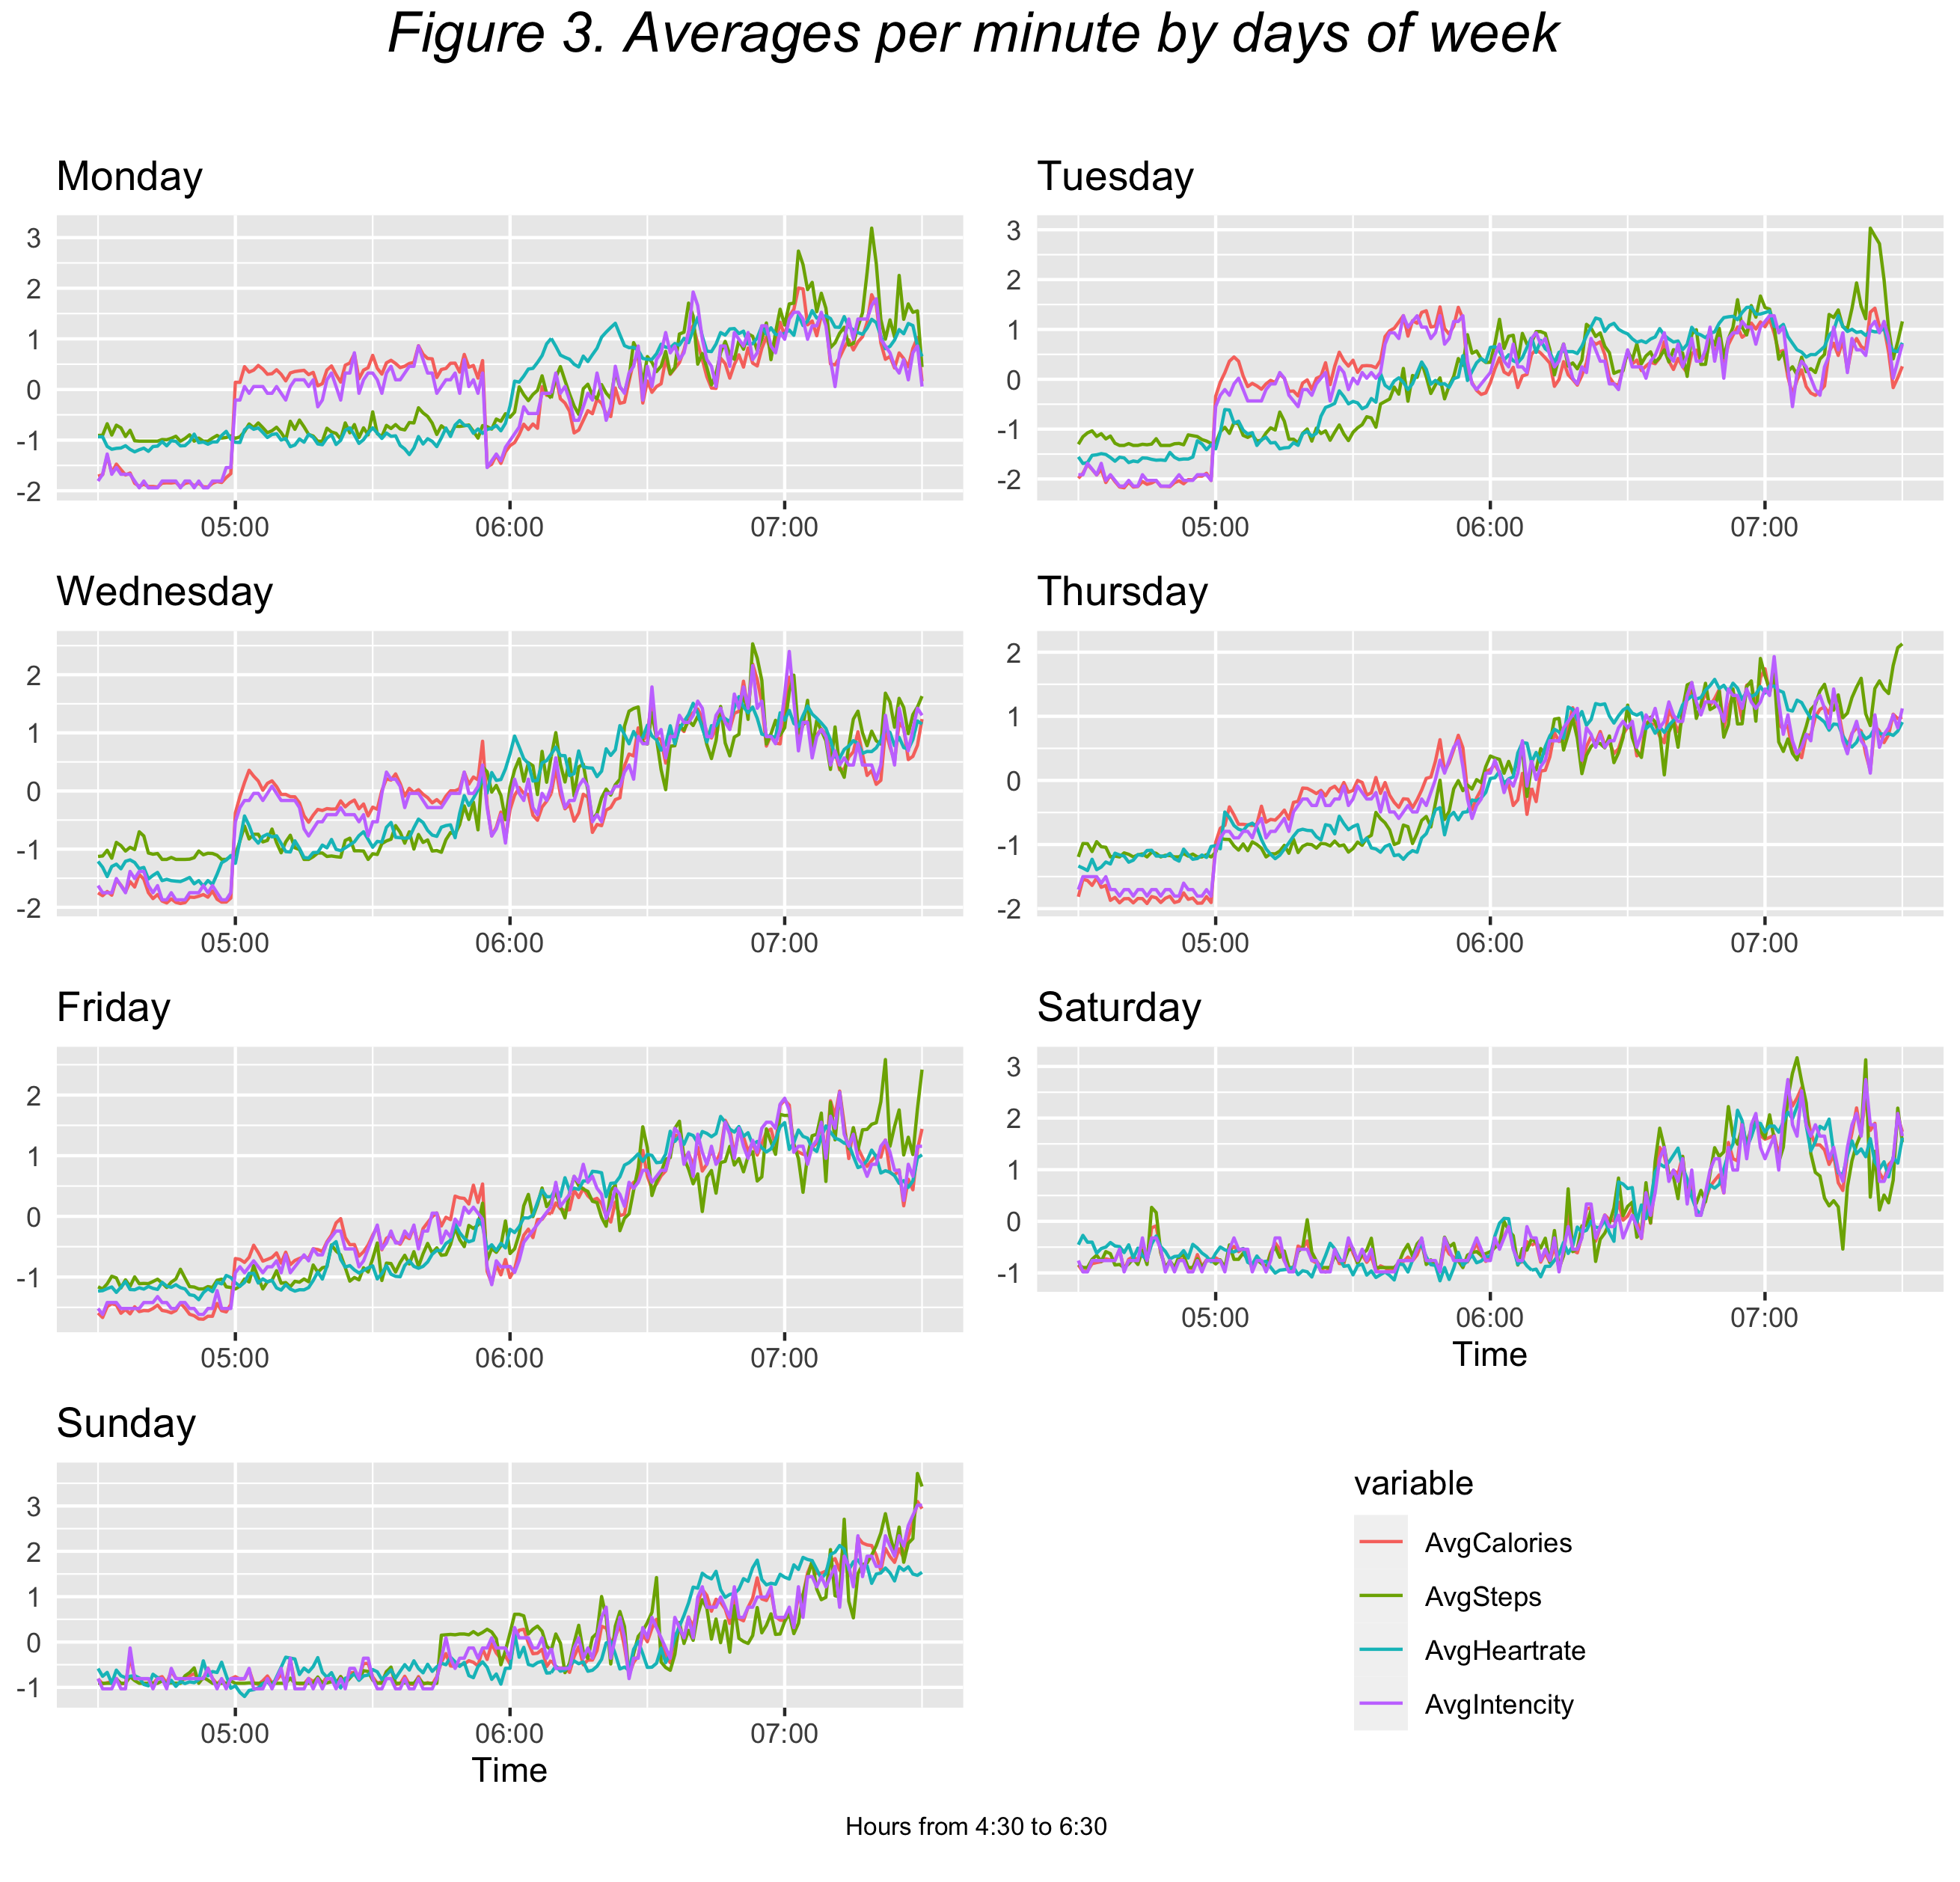 Figure 3. Averages per minute by days of week
Monday
3
2
1
0
-1
-2
05:00 06:00 07:00
Tuesday
3
2
1
0
-1
-2
05:00 06:00 07:00
Wednesday
2
1
0
-1
-2
05:00 06:00 07:00
Thursday
2
1
0
-1
-2
05:00 06:00 07:00
Friday
2
1
0
-1
05:00 06:00 07:00
Saturday
3
2
1
0
-1
05:00 06:00 07:00
Time
Sunday
3
2
1
0
-1
05:00 06:00 07:00
Time
variable
AvgCalories
AvgSteps
AvgHeartrate
AvgIntencity
Hours from 4:30 to 6:30